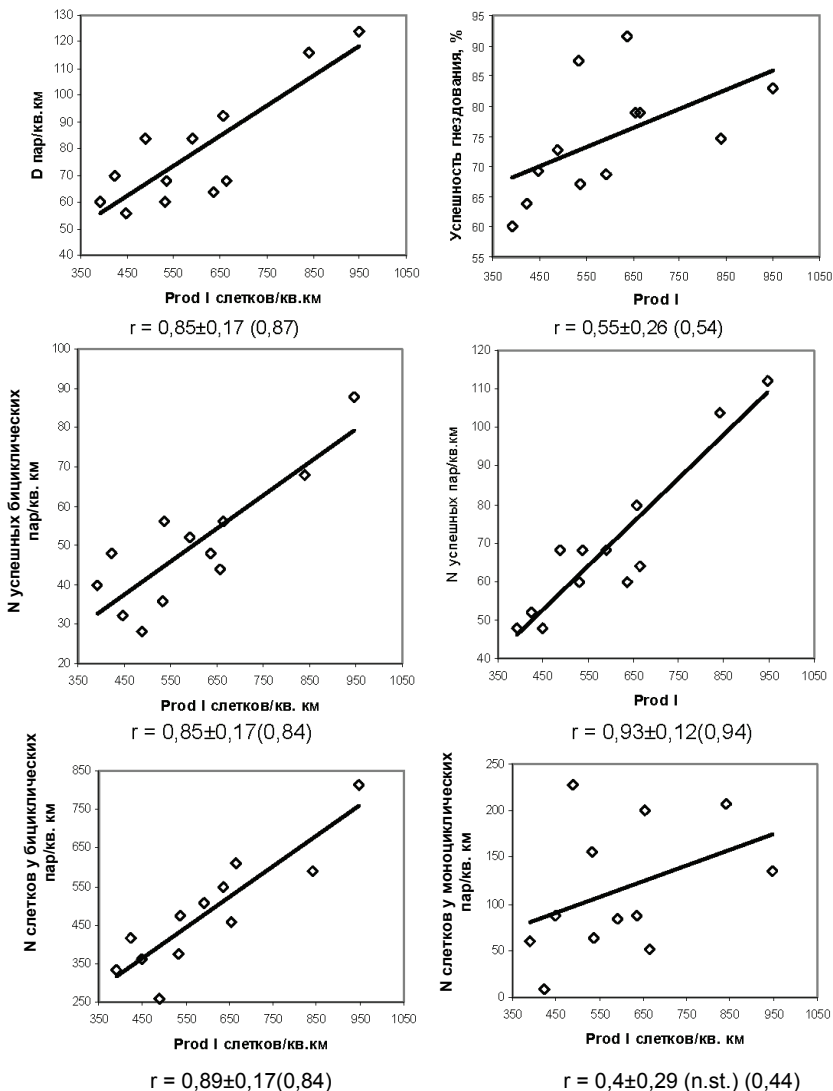 D пар/кв.км
130
120
110
100
90
80
70
60
50
40
350 450 550 650 750 850 950 1050
Prod I слетков/кв.км
r = 0,85±0,17 (0,87)
Успешность гнездования, %
95
90
85
80
75
70
65
60
55
350 450 550 650 750 850 950 1050
Prod I
r = 0,55±0,26 (0,54)
N успешных бициклических
пар/кв. км
100
90
80
70
60
50
40
30
20
350 450 550 650 750 850 950 1050
Prod I слетков/кв. км
r = 0,85±0,17(0,84)
N успешных пар/кв.км
120
110
100
90
80
70
60
50
40
350 450 550 650 750 850 950 1050
Prod I
r = 0,93±0,12(0,94)
N слетков у бициклических
пар/кв. км
850
750
650
550
450
350
250
350 450 550 650 750 850 950 1050
Prod I слетков/кв.км
r = 0,89±0,17(0,84)
N слетков у моноциклических
пар/кв. км
250
200
150
100
50
0
350 450 550 650 750 850 950 1050
Prod I слетков/кв. км
r = 0,4±0,29 (n.st.) (0,44)